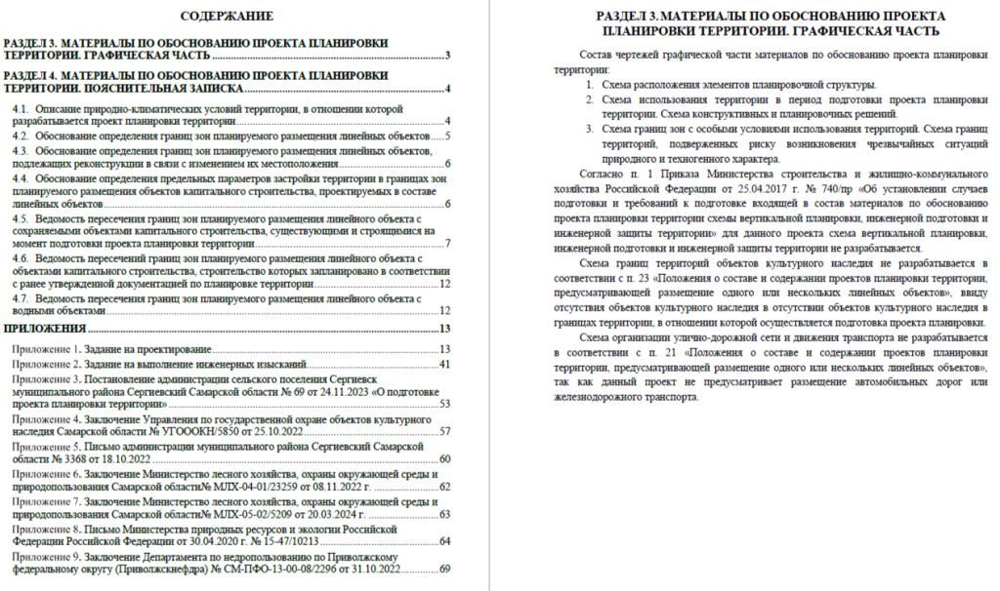 СОДЕРЖАНИЕ
РАЗДЕЛ 3. МАТЕРИАЛЫ ПО ОБОСНОВАНИЮ ПРОЕКТА ПЛАНИРОВКИ
ТЕРРИТОРИИ. ГРАФИЧЕСКАЯ ЧАСТЬ ..... 3
РАЗДЕЛ 4. МАТЕРИАЛЫ ПО ОБОСНОВАНИЮ ПРОЕКТА ПЛАНИРОВКИ
ТЕРРИТОРИИ. ПОЯСНИТЕЛЬНАЯ ЗАПИСКА ..... 4
4.1. Описание природно-климатических условий территории, в отношении которой
разрабатывается проект планировки территории ..... 4
4.2. Обоснование определения границ зон планируемого размещения линейных объектов ..... 5
4.3. Обоснование определения границ зон планируемого размещения линейных объектов,
подлежащих реконструкции в связи с изменением их местоположения ..... 6
4.4. Обоснование определения предельных параметров застройки территории в границах зон
планируемого размещения объектов капитального строительства, проектируемых в составе
линейных объектов ..... 6
4.5. Ведомость пересечения границ зон планируемого размещения линейного объекта с
сохраняемыми объектами капитального строительства, существующими и строящимися на
момент подготовки проекта планировки территории ..... 7
4.6. Ведомость пересечений границ зон планируемого размещения линейного объекта с
объектами капитального строительства, строительство которых запланировано в соответствии
с ранее утвержденной документацией по планировке территории ..... 12
4.7. Ведомость пересечений границ зон планируемого размещения линейного объекта с
водными объектами ..... 12
ПРИЛОЖЕНИЯ ..... 13
Приложение 1. Задание на проектирование ..... 13
Приложение 2. Задание на выполнение инженерных изысканий ..... 41
Приложение 3. Постановление администрации сельского поселения Сергиевск
муниципального района Сергиевский Самарской области № 69 от 24.11.2023 «О подготовке
проекта планировки территории» ..... 53
Приложение 4. Заключение Управления по государственной охране объектов культурного
наследия Самарской области № УГОООКН/5850 от 25.10.2022 ..... 57
Приложение 5. Письмо администрации муниципального района Сергиевский Самарской
области № 3368 от 18.10.2022 ..... 60
Приложение 6. Заключение Министерство лесного хозяйства, охраны окружающей среды и
природопользования Самарской области№ МЛХ-04-01/23259 от 08.11.2022 г. ..... 62
Приложение 7. Заключение Министерство лесного хозяйства, охраны окружающей среды и
природопользования Самарской области№ МЛХ-05-02/5209 от 20.03.2024 г. ..... 63
Приложение 8. Письмо Министерства природных ресурсов и экологии Российской
Федерации Российской Федерации от 30.04.2020 г. № 15-47/10213 ..... 64
Приложение 9. Заключение Департамента по недропользованию по Приволжскому
федеральному округу (Приволжскнефдра) № СМ-ПФО-13-00-08/2296 от 31.10.2022 ..... 69
РАЗДЕЛ 3. МАТЕРИАЛЫ ПО ОБОСНОВАНИЮ ПРОЕКТА
ПЛАНИРОВКИ ТЕРРИТОРИИ. ГРАФИЧЕСКАЯ ЧАСТЬ
Состав чертежей графической части материалов по обоснованию проекта планировки
территории:
1. Схема расположения элементов планировочной структуры.
2. Схема использования территории в период подготовки проекта планировки
территории. Схема конструктивных и планировочных решений.
3. Схема границ зон с особыми условиями использования территорий. Схема границ
территорий, подверженных риску возникновения чрезвычайных ситуаций
природного и техногенного характера.
Согласно п. 1 Приказа Министерства строительства и жилищно-коммунального
хозяйства Российской Федерации от 25.04.2017 г. № 740/пр «Об установлении случаев
подготовки и требований к подготовке входящей в состав материалов по обоснованию
проекта планировки территории схемы вертикальной планировки, инженерной подготовки и
инженерной защиты территории» для данного проекта схема вертикальной планировки,
инженерной подготовки и инженерной защиты территории не разрабатывается.
Схема границ территорий объектов культурного наследия не разрабатывается в
соответствии с п. 23 «Положения о составе и содержании проектов планировки территории,
предусматривающей размещение одного или нескольких линейных объектов», ввиду
отсутствия объектов культурного наследия в отсутствии объектов культурного наследия в
границах территории, в отношении которой осуществляется подготовка проекта планировки.
Схема организации улично-дорожной сети и движения транспорта не разрабатывается
в соответствии с п. 21 «Положения о составе и содержании проектов планировки
территории, предусматривающей размещение одного или нескольких линейных объектов»,
так как данный проект не предусматривает размещение автомобильных дорог или
железнодорожного транспорта.